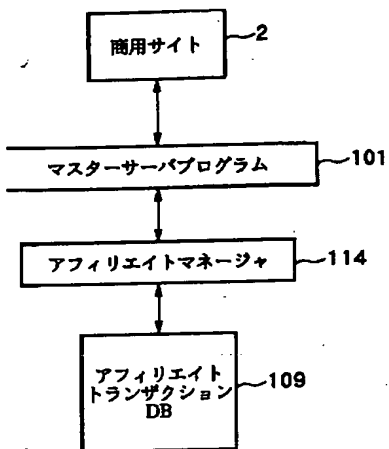 商用サイト
2
マスターサーバプログラム
101
アフィリエイトマネージャ
114
アフィリエイト
トランザクション
DB
109